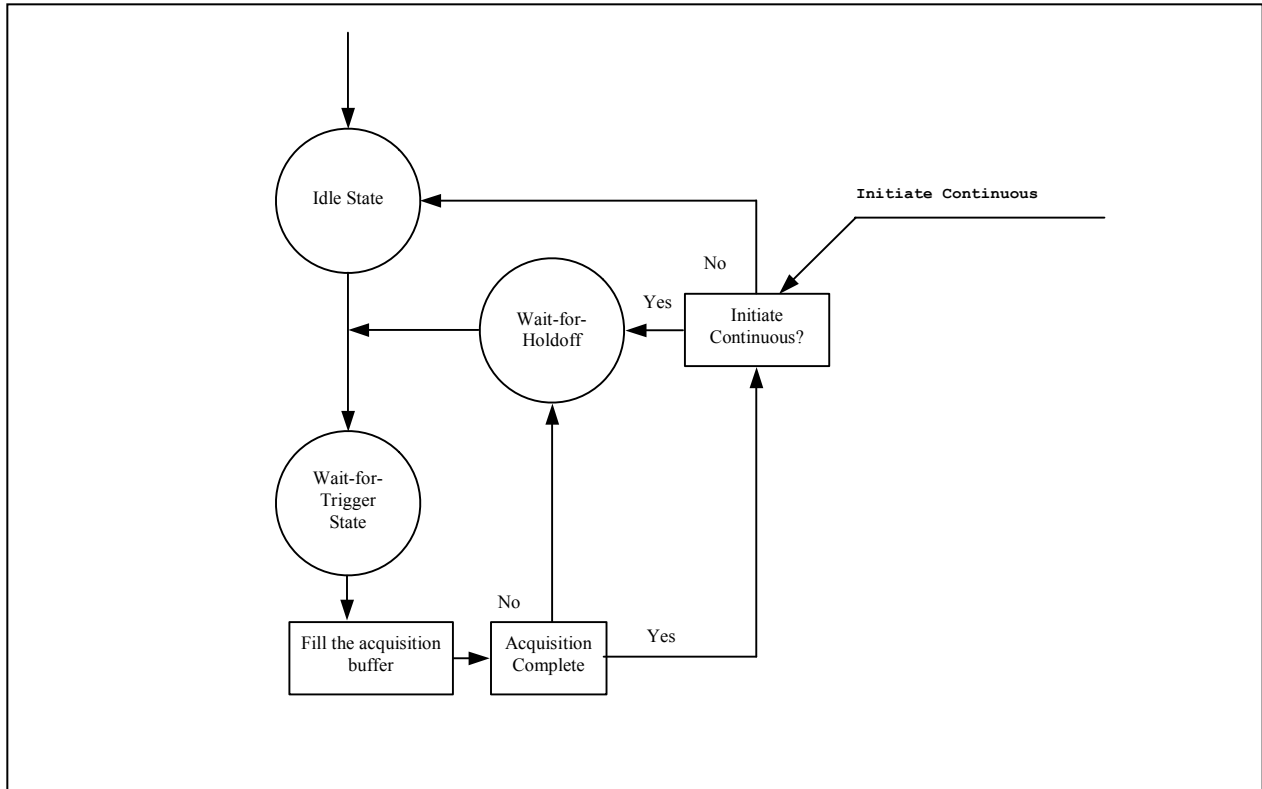 Idle State
Initiate Continuous
No
Yes
Wait-for-
Holdoff
Initiate
Continuous?
Wait-for-
Trigger
State
No
Yes
Fill the acquisition
buffer
Acquisition
Complete